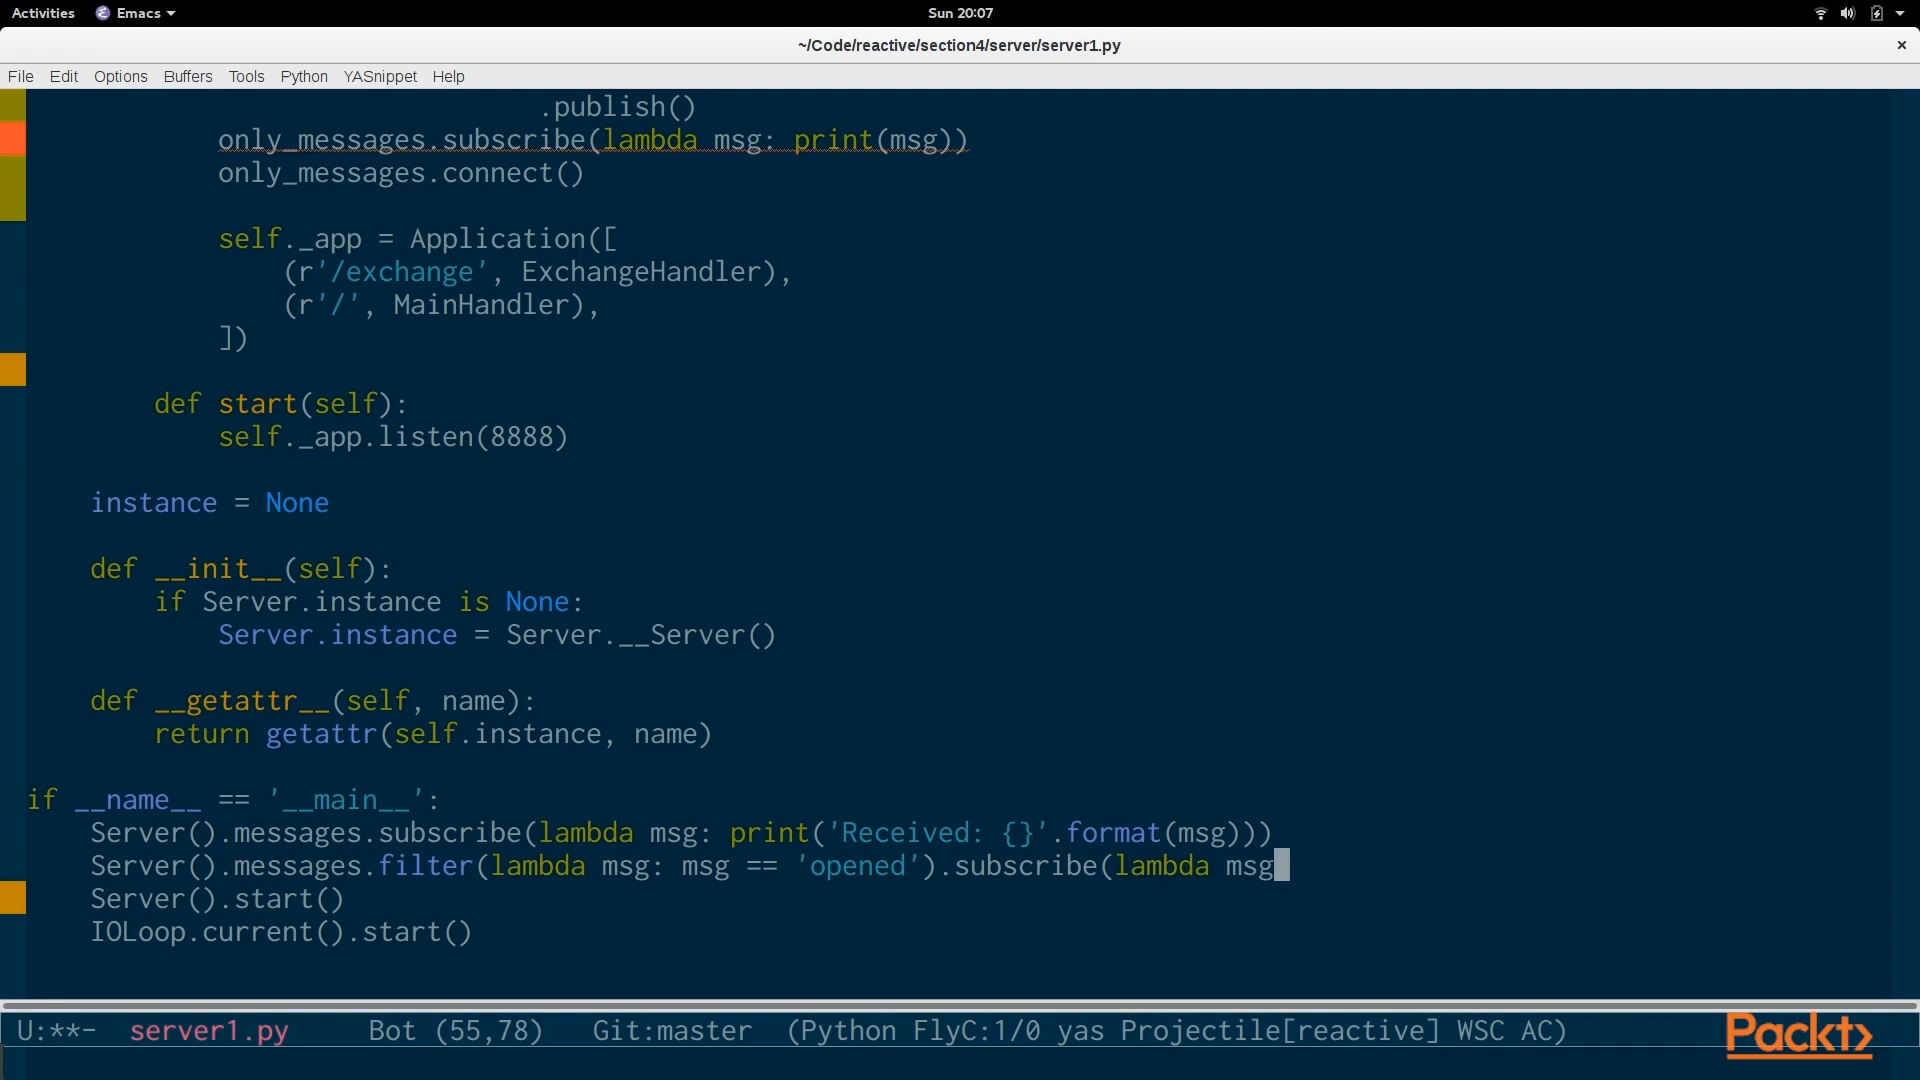 Activities Emacs Sun 20:07
~/Code/reactive/section4/server/server1.py ×
File Edit Options Buffers Tools Python YASnippet Help
.publish()
only_messages.subscribe(lambda msg: print(msg))
only_messages.connect()
self._app = Application([
(r'/exchange', ExchangeHandler),
(r'/', MainHandler),
])
def start(self):
self._app.listen(8888)
instance = None
def __init__(self):
if Server.instance is None:
Server.instance = Server.__Server()
def __getattr__(self, name):
return getattr(self.instance, name)
if __name__ == '__main__':
Server().messages.subscribe(lambda msg: print('Received: {}'.format(msg)))
Server().messages.filter(lambda msg: msg == 'opened').subscribe(lambda msg
Server().start()
IOLoop.current().start()
U:**- server1.py Bot (55,78) Git:master (Python FlyC:1/0 yas Projectile[reactive] WSC AC)
Packt>